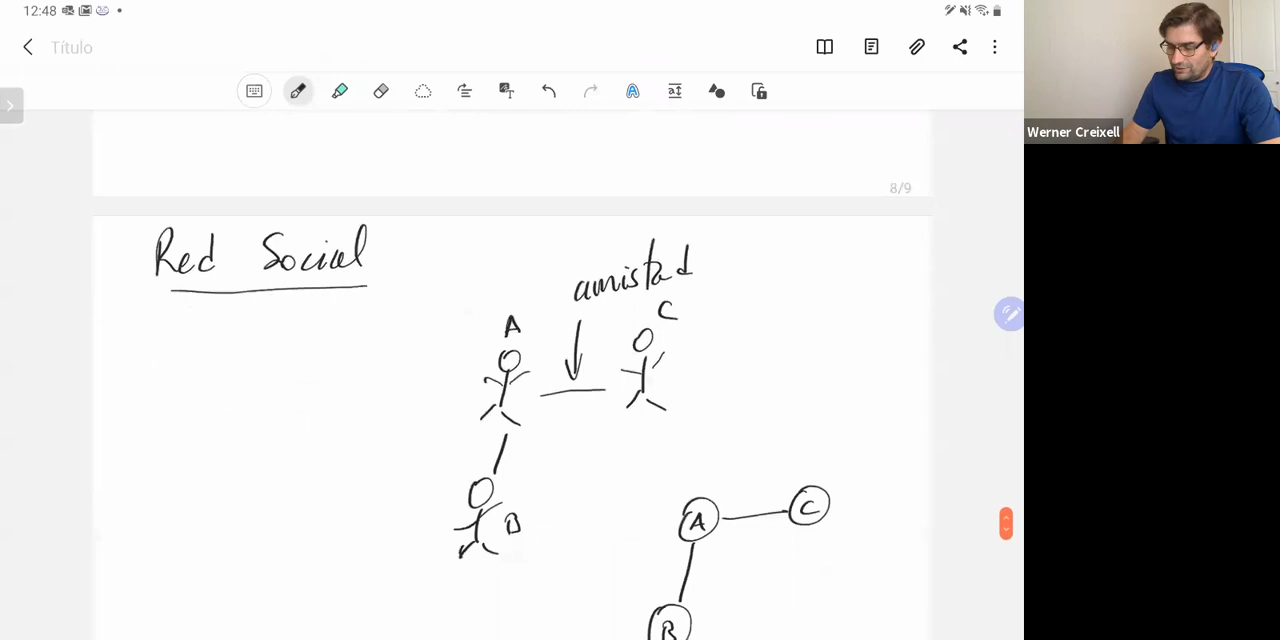 12:48
Título
Werner Creixell
8/9
Red Social
amistad
A
C
B
A
C
B